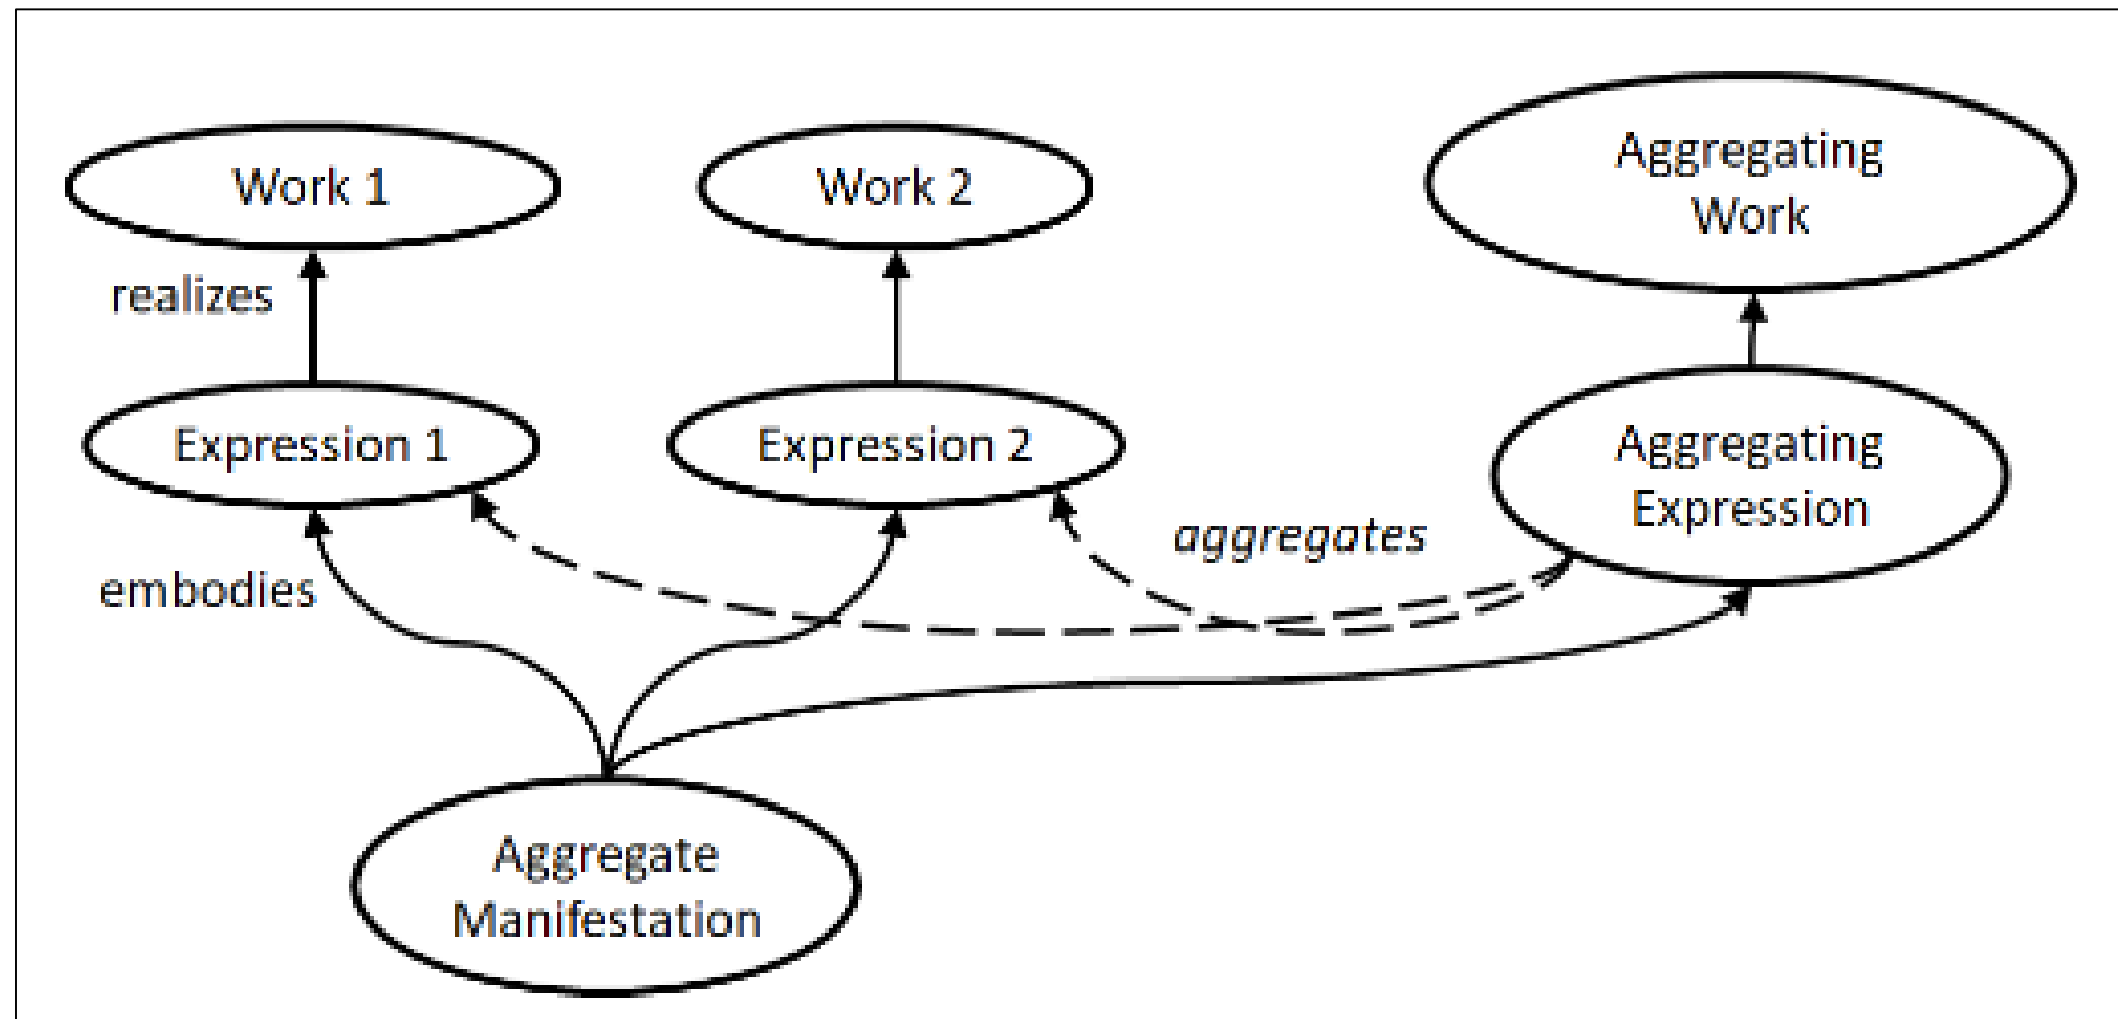 Work 1
Work 2
Aggregating
Work
realizes
Expression 1
Expression 2
Aggregating
Expression
aggregates
embodies
Aggregate
Manifestation